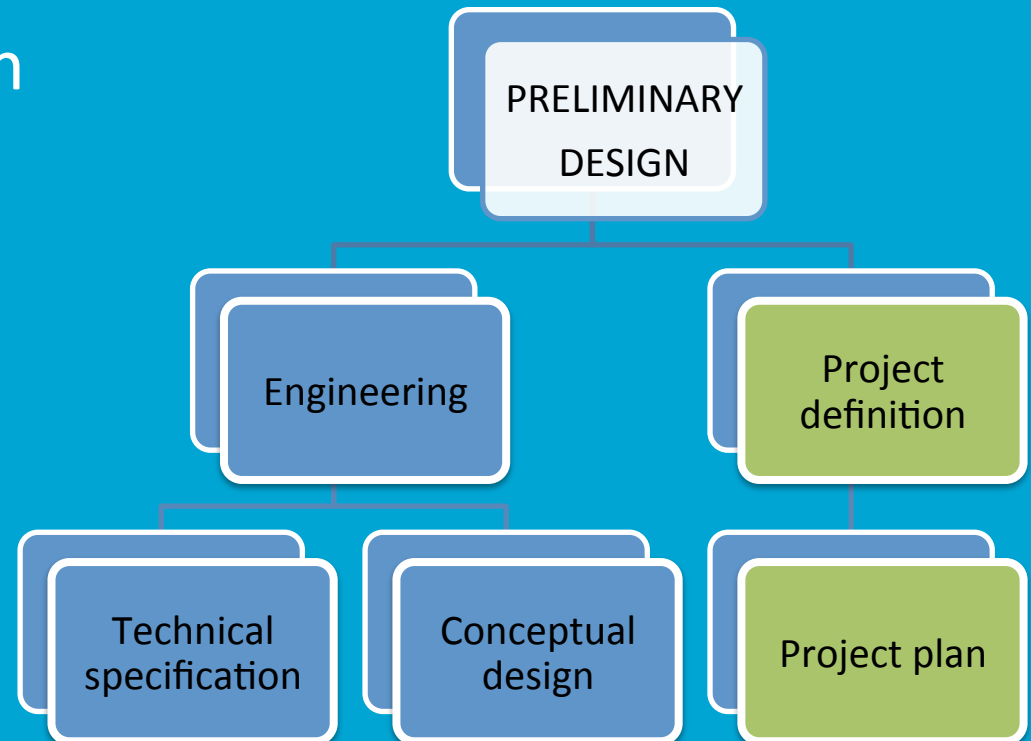 PRELIMINARY
DESIGN
Engineering
Project
definition
Technical
specification
Conceptual
design
Project plan